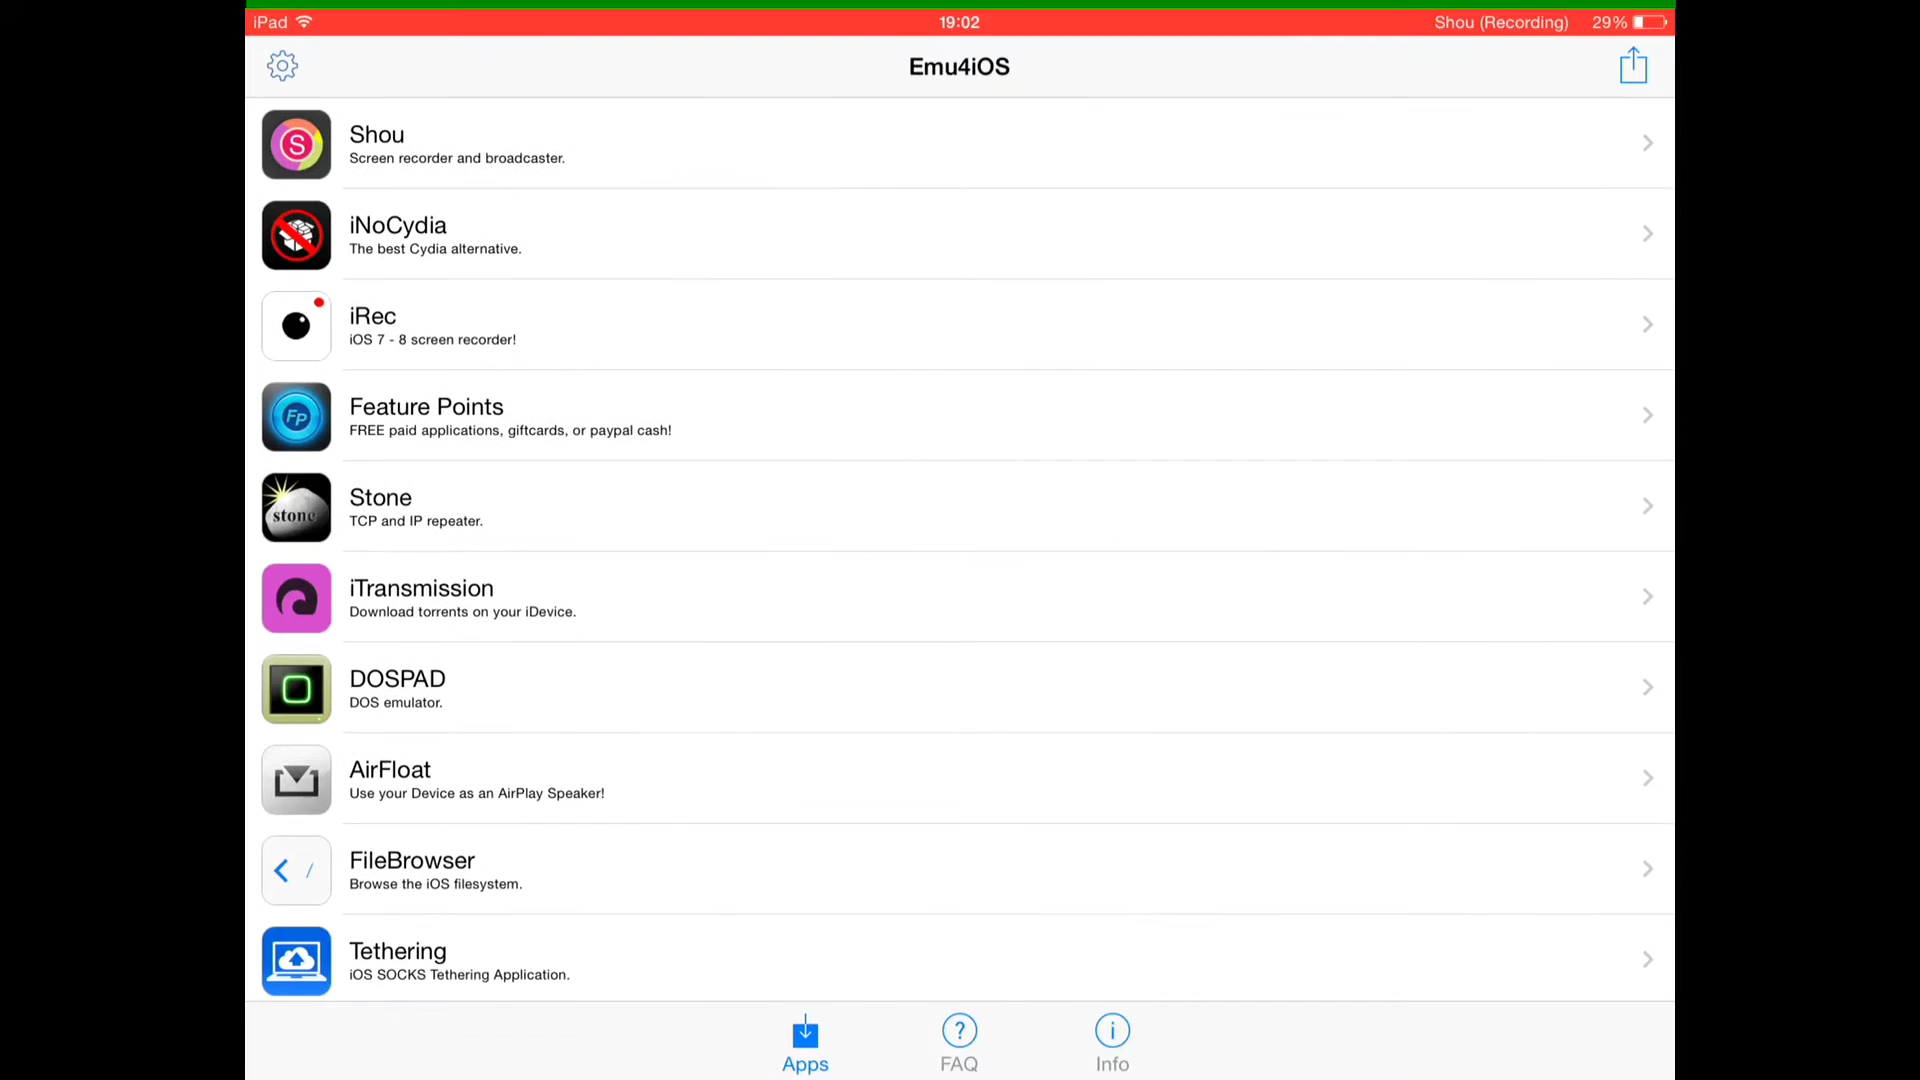 iPad 19:02 Shou (Recording) 29%
Emu4iOS
S
Shou
Screen recorder and broadcaster.
iNoCydia
The best Cydia alternative.
iRec
iOS 7 - 8 screen recorder!
FP
Feature Points
FREE paid applications, giftcards, or paypal cash!
stone
Stone
TCP and IP repeater.
iTransmission
Download torrents on your iDevice.
DOSPAD
DOS emulator.
AirFloat
Use your Device as an AirPlay Speaker!
/
FileBrowser
Browse the iOS filesystem.
Tethering
iOS SOCKS Tethering Application.
? i
Apps FAQ Info